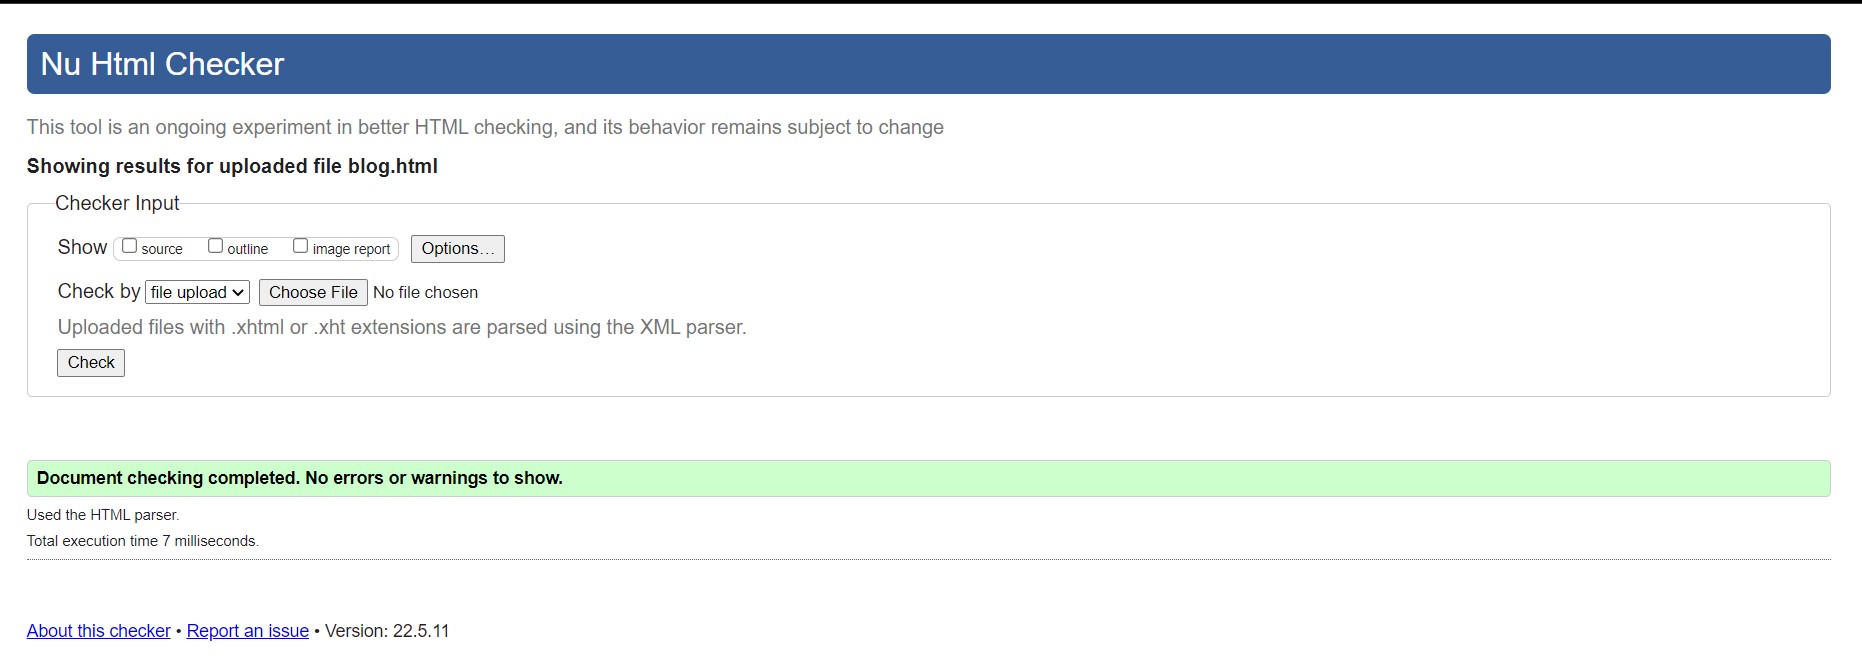 Nu Html Checker
This tool is an ongoing experiment in better HTML checking, and its behavior remains subject to change
Showing results for uploaded file blog.html
Checker Input
Show source outline image report Options...
Check by file upload Choose File No file chosen
Uploaded files with .xhtml or .xht extensions are parsed using the XML parser.
Check
Document checking completed. No errors or warnings to show.
Used the HTML parser.
Total execution time 7 milliseconds.
About this checker • Report an issue • Version: 22.5.11